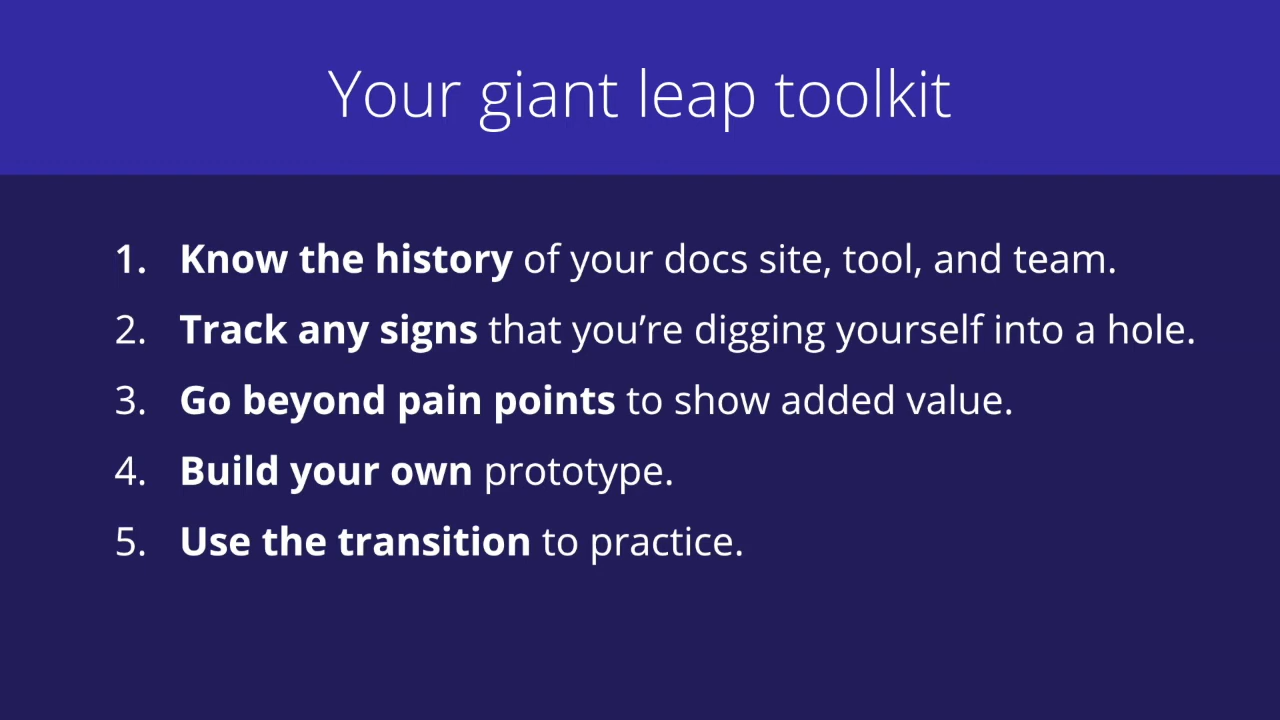 Your giant leap toolkit
1. Know the history of your docs site, tool, and team.
2. Track any signs that you’re digging yourself into a hole.
3. Go beyond pain points to show added value.
4. Build your own prototype.
5. Use the transition to practice.